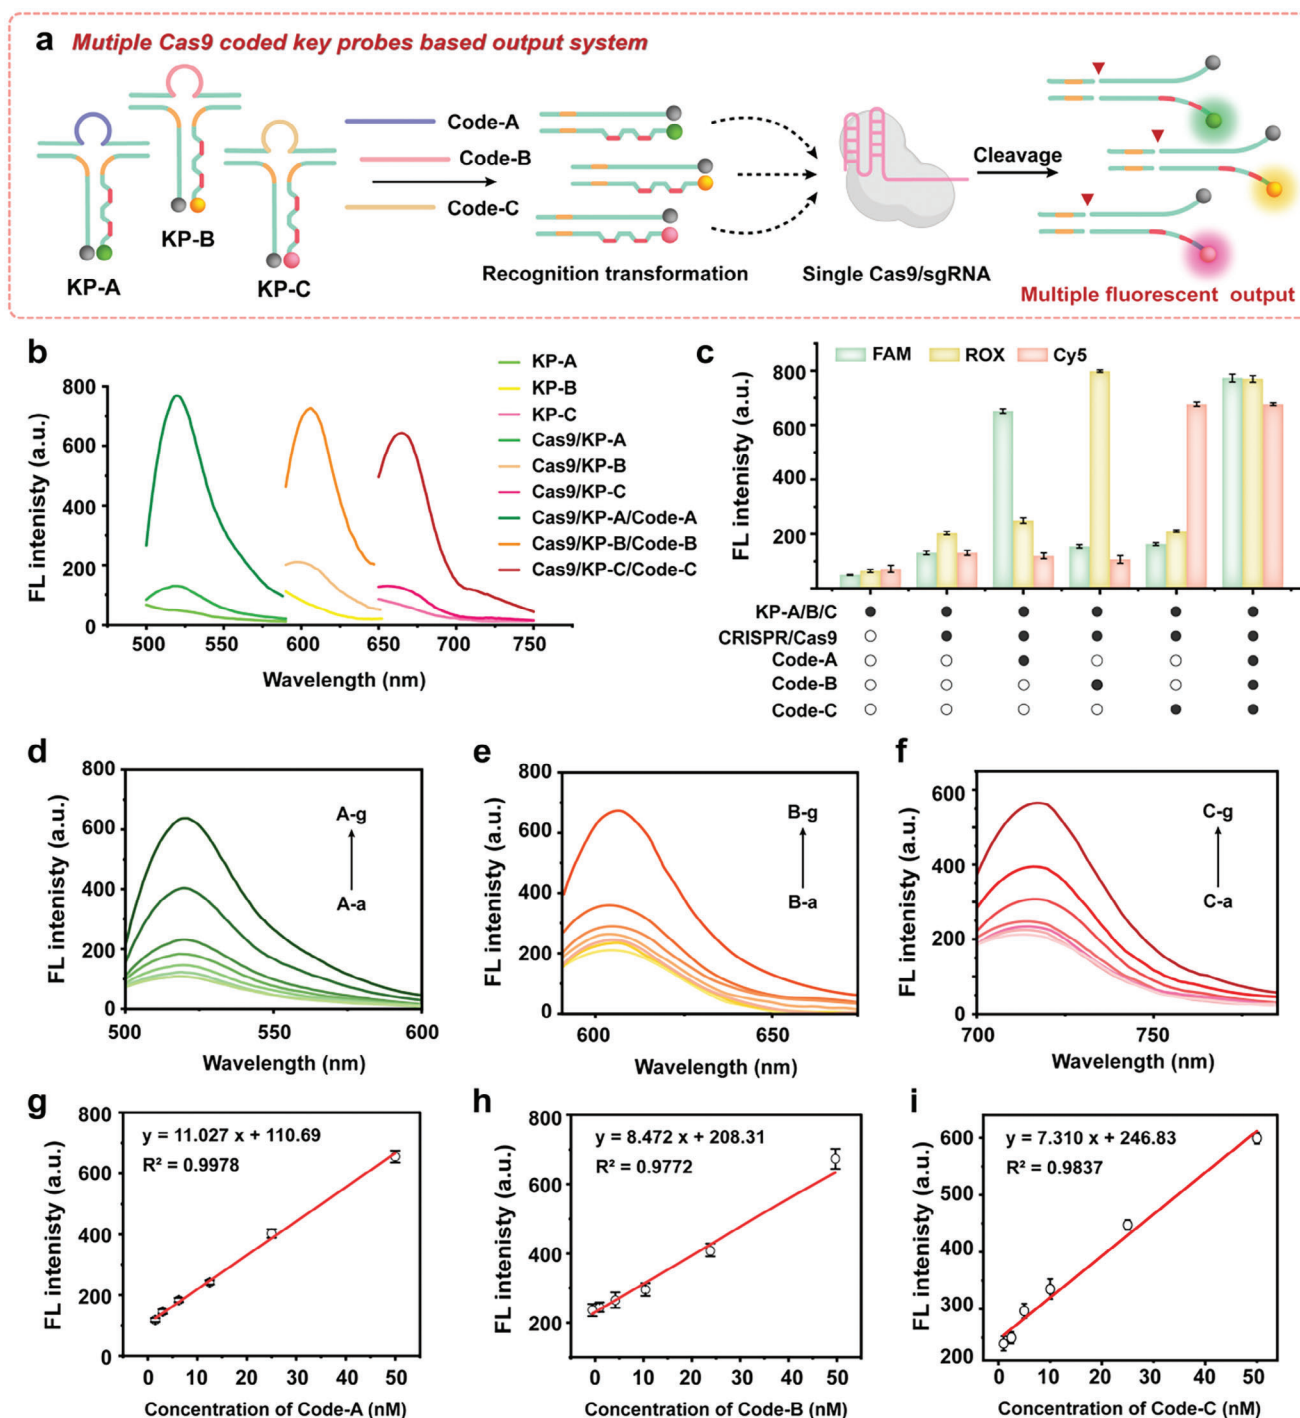 a Mutiple Cas9 coded key probes based output system
KP-A
KP-B
KP-C
Code-A
Code-B
Code-C
Recognition transformation
Single Cas9/sgRNA
Cleavage
Multiple fluorescent output
b
FL intenisty (a.u.)
800
600
400
200
0
500 550 600 650 700 750
Wavelength (nm)
KP-A
KP-B
KP-C
Cas9/KP-A
Cas9/KP-B
Cas9/KP-C
Cas9/KP-A/Code-A
Cas9/KP-B/Code-B
Cas9/KP-C/Code-C
c
FAM ROX Cy5
FL intenisty (a.u.)
800
600
400
200
KP-A/B/C
CRISPR/Cas9
Code-A
Code-B
Code-C
d
FL intenisty (a.u.)
800
600
400
200
0
A-g
A-a
500 550 600
Wavelength (nm)
e
FL intenisty (a.u.)
800
600
400
200
0
B-g
B-a
600 650
Wavelength (nm)
f
FL intenisty (a.u.)
600
400
200
0
C-g
C-a
700 750
Wavelength (nm)
g
FL intenisty (a.u.)
800
600
400
200
0
y = 11.027 x + 110.69
R² = 0.9978
0 10 20 30 40 50
Concentration of Code-A (nM)
h
FL intenisty (a.u.)
800
600
400
200
y = 8.472 x + 208.31
R² = 0.9772
0 10 20 30 40 50
Concentration of Code-B (nM)
i
FL intenisty (a.u.)
600
450
300
200
y = 7.310 x + 246.83
R² = 0.9837
0 10 20 30 40 50
Concentration of Code-C (nM)